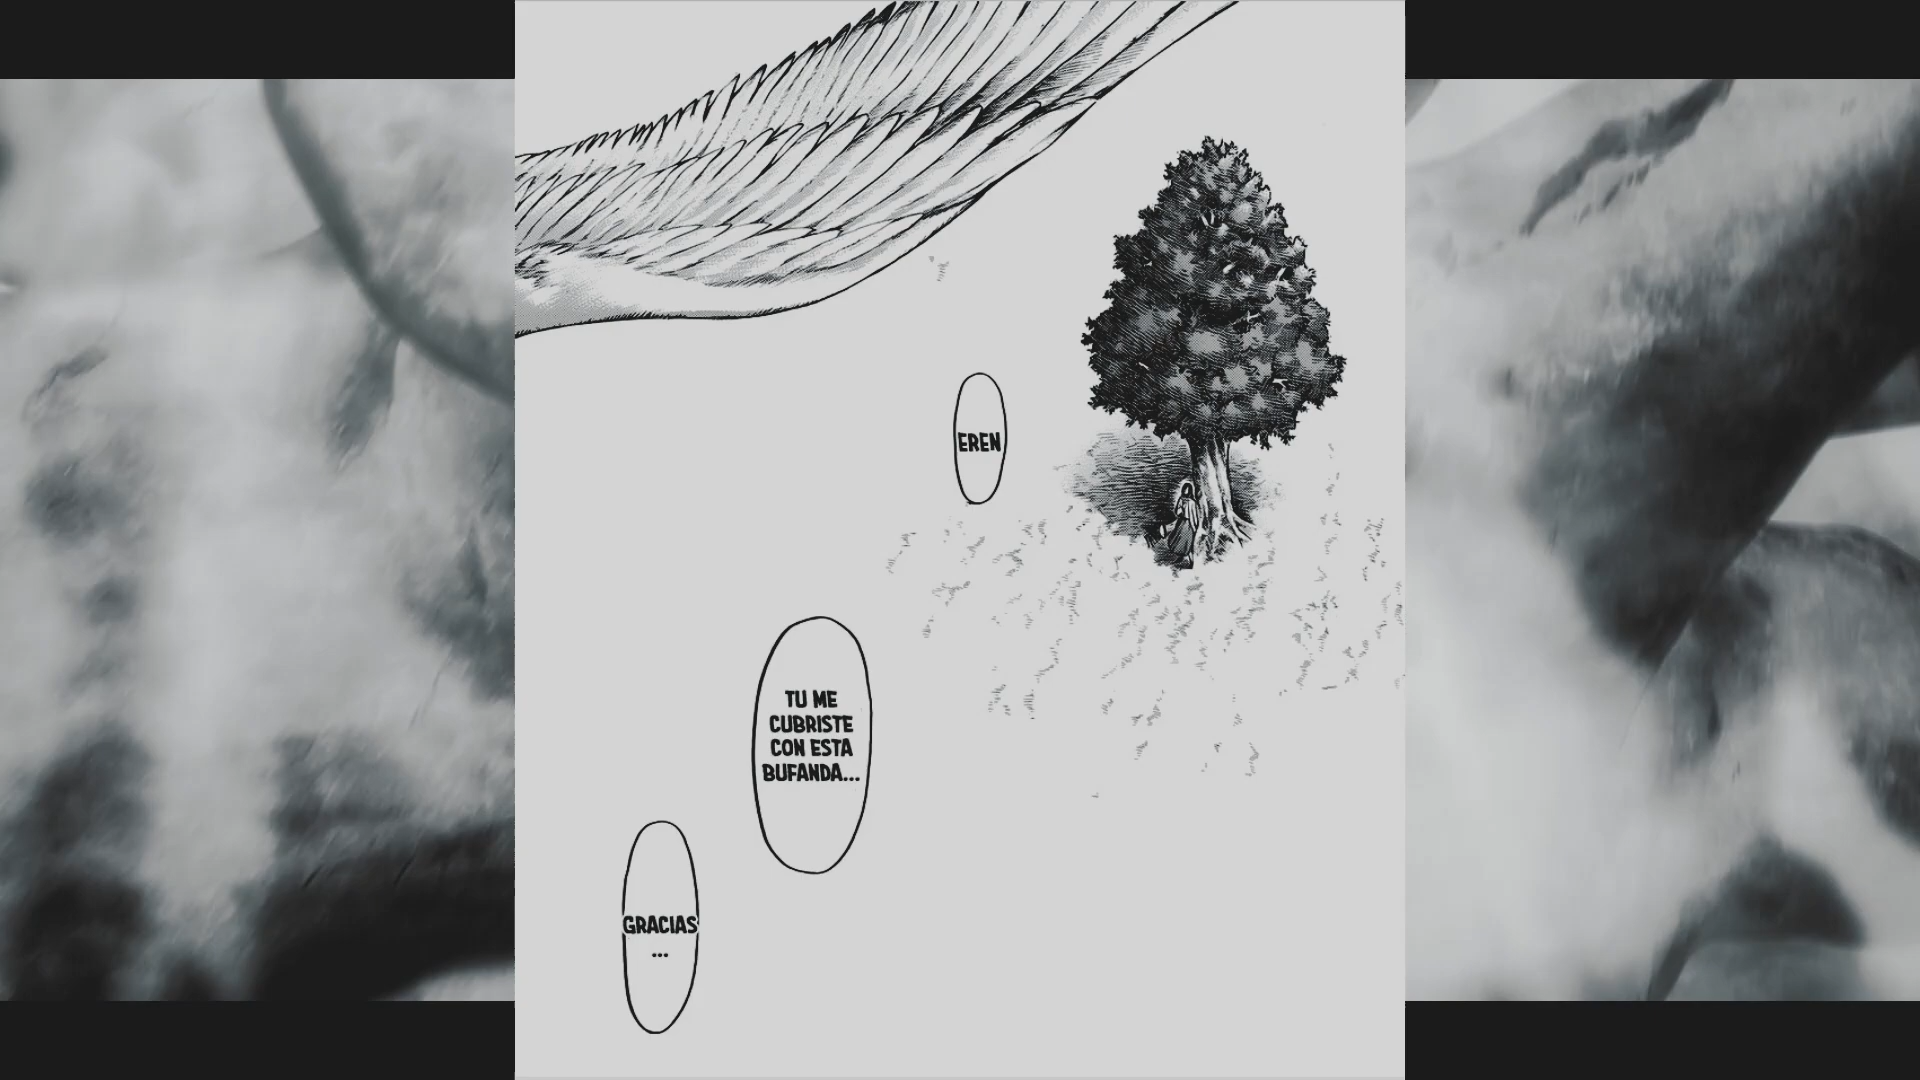 EREN
TU ME
CUBRISTE
CON ESTA
BUFANDA...
GRACIAS
...